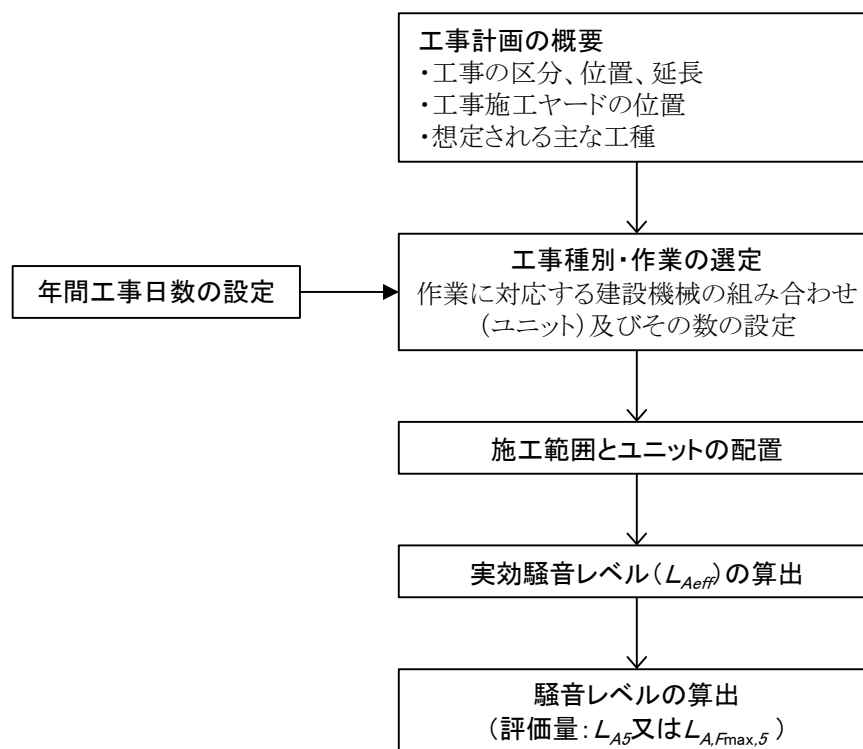 工事計画の概要
・工事の区分、位置、延長
・工事施工ヤードの位置
・想定される主な工種
年間工事日数の設定
工事種別・作業の選定
作業に対応する建設機械の組み合わせ
(ユニット)及びその数の設定
施工範囲とユニットの配置
実効騒音レベル(LAeff)の算出
騒音レベルの算出
(評価量:LA5又はLA,Fmax,5)